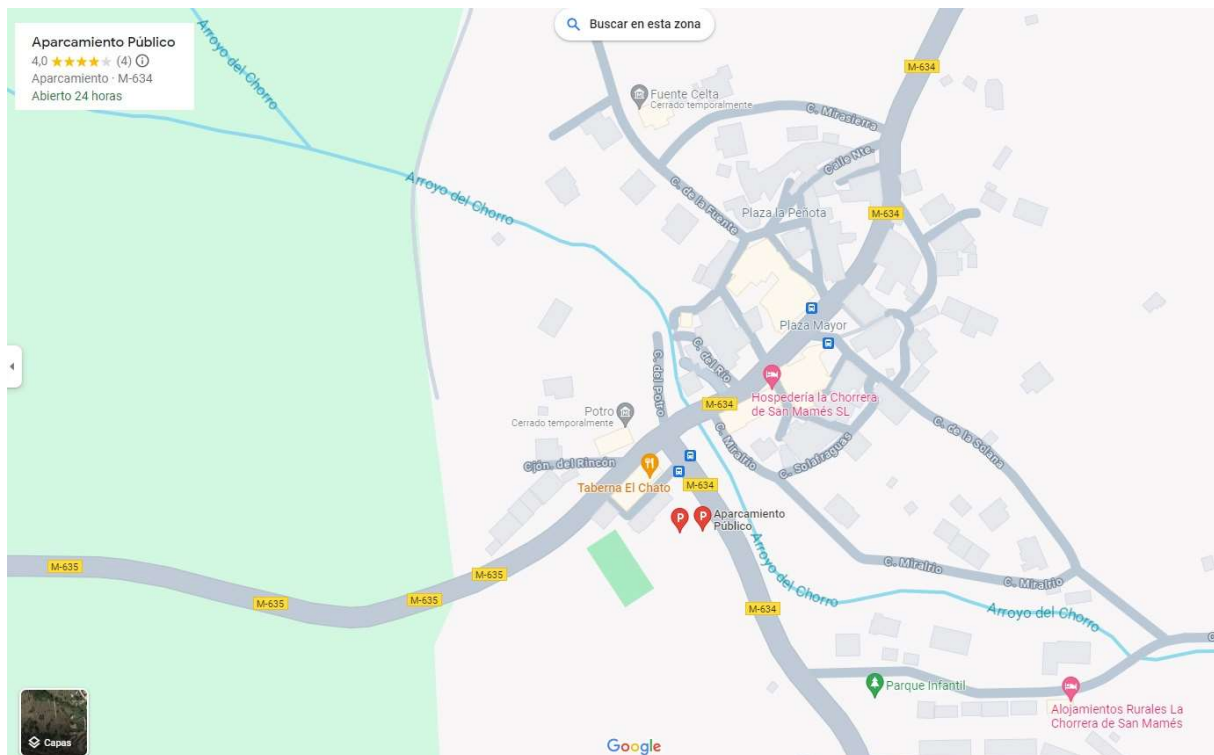 Buscar en esta zona
Aparcamiento Público
4,0 ★★★★★ (4)
Aparcamiento · M-634
Abierto 24 horas
Arroyo del Chorro
M-634
Fuente Celta
Cerrado temporalmente
C. Mirasierra
Calle Nte.
Arroyo del Chorro
C. de la Fuente
Plaza la Peñota
M-634
Plaza Mayor
C. del Río
C. del Potro
Hospedería la Chorrera
de San Mamés SL
M-634
Potro
Cerrado temporalmente
C. Miralrio
C. Solatraguas
C. de la Solana
Cjón. del Rincón
Taberna El Chato
M-634
Aparcamiento
Público
M-635
M-635
M-635
M-635
Arroyo del Chorro
C. Miralrio
C. Miralrio
M-634
Arroyo del Chorro
C
Parque Infantil
Alojamientos Rurales La
Chorrera de San Mamés
Capas
Google